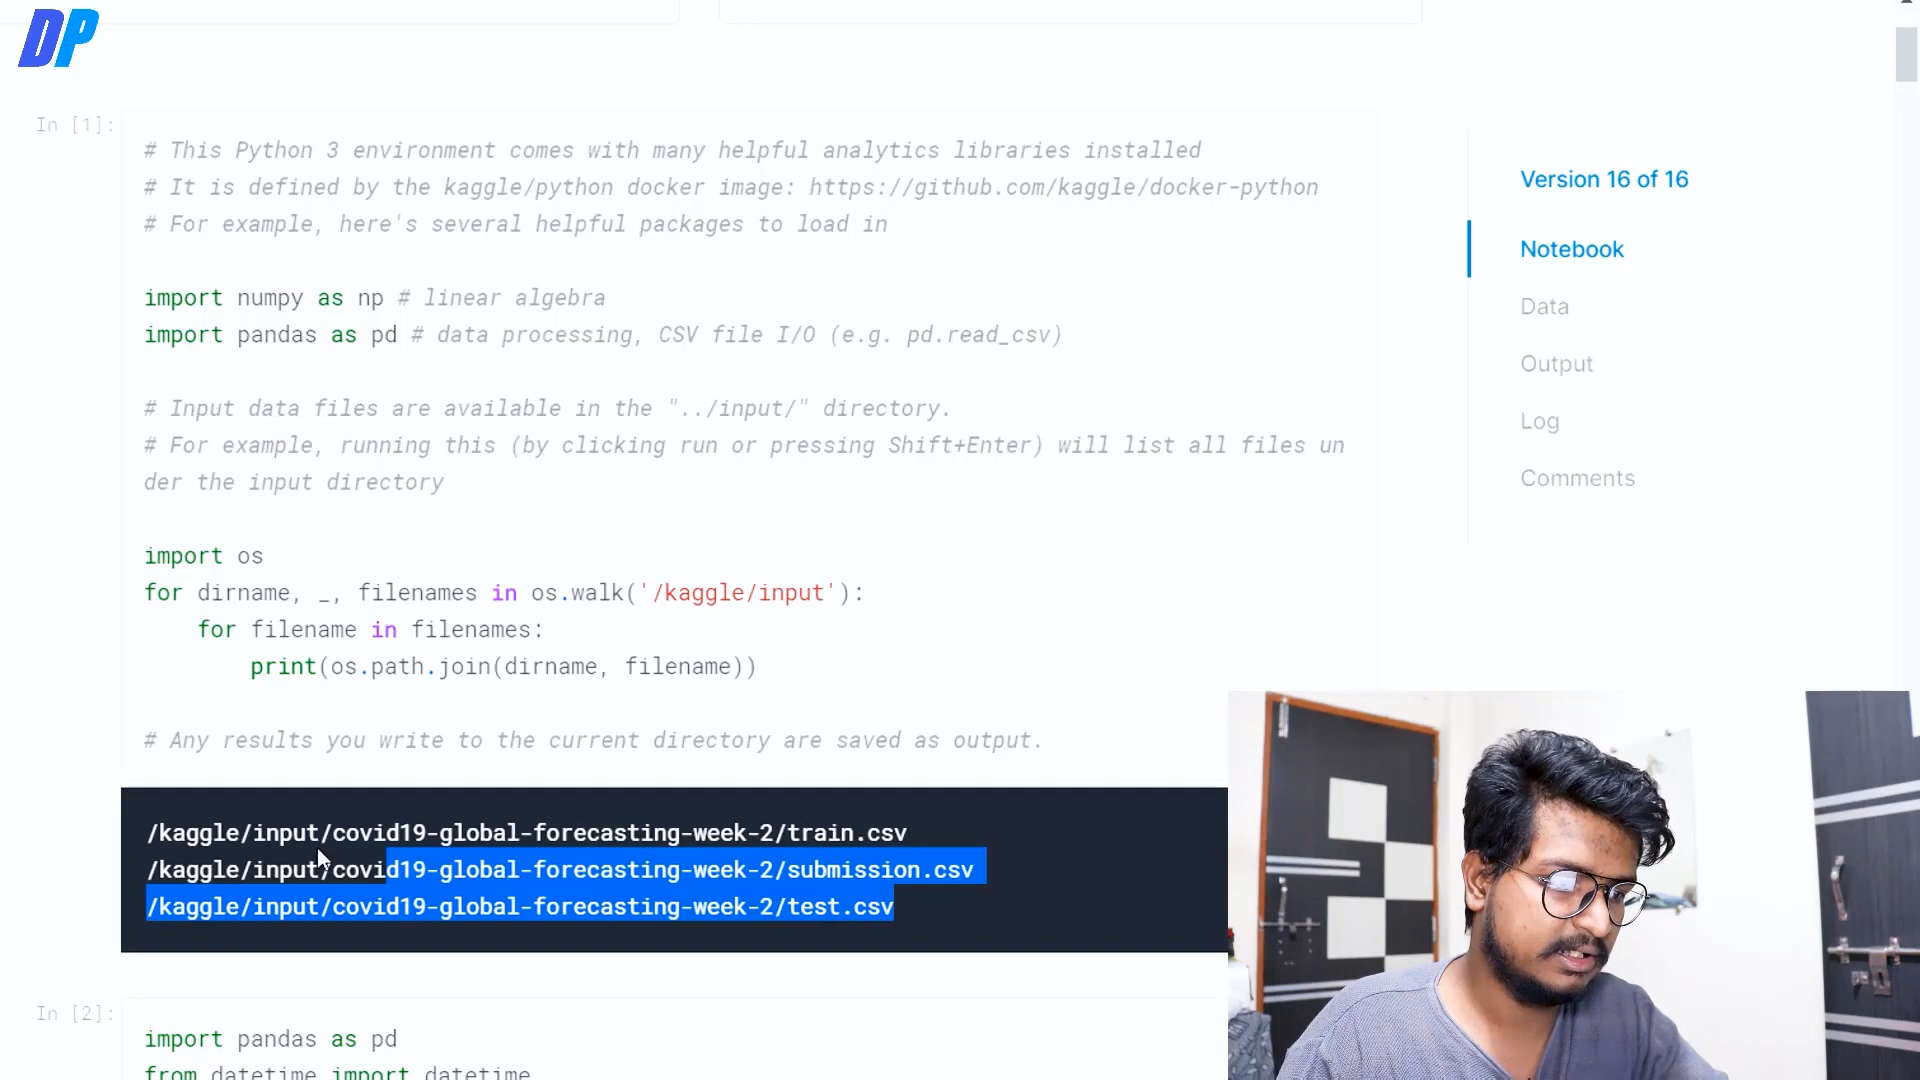 DP
In [1]:
# This Python 3 environment comes with many helpful analytics libraries installed
# It is defined by the kaggle/python docker image: https://github.com/kaggle/docker-python
# For example, here's several helpful packages to load in
import numpy as np # linear algebra
import pandas as pd # data processing, CSV file I/O (e.g. pd.read_csv)
# Input data files are available in the "../input/" directory.
# For example, running this (by clicking run or pressing Shift+Enter) will list all files un
der the input directory
import os
for dirname, _, filenames in os.walk('/kaggle/input'):
    for filename in filenames:
        print(os.path.join(dirname, filename))
# Any results you write to the current directory are saved as output.
/kaggle/input/covid19-global-forecasting-week-2/train.csv
/kaggle/input/covid19-global-forecasting-week-2/submission.csv
/kaggle/input/covid19-global-forecasting-week-2/test.csv
In [2]:
import pandas as pd
from datetime import datetime
Version 16 of 16
Notebook
Data
Output
Log
Comments